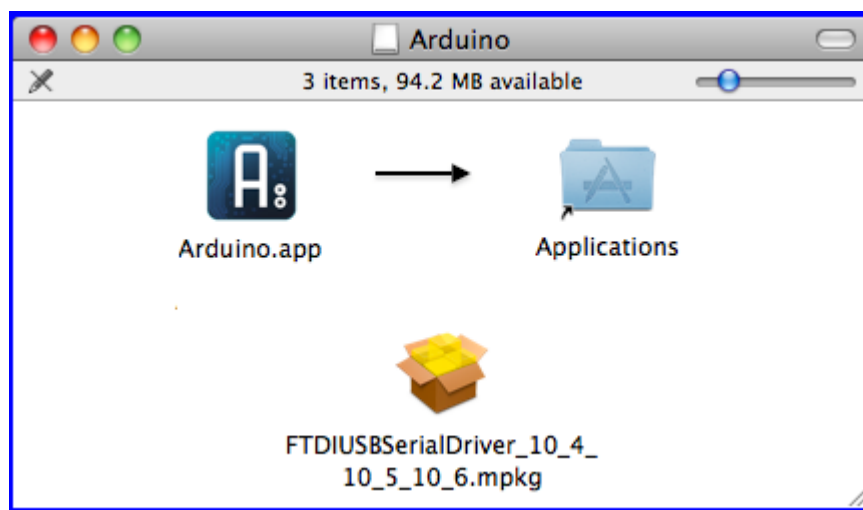 Arduino
3 items, 94.2 MB available
Arduino.app
Applications
FTDIUSBSerialDriver_10_4_
10_5_10_6.mpkg